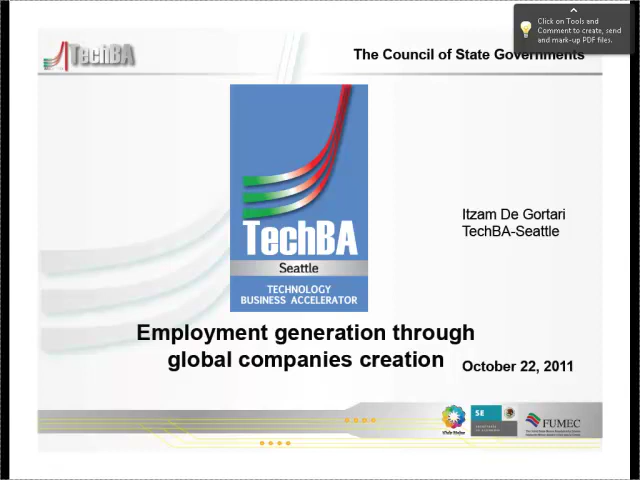 Click on Tools and
Comment to create, send
and mark-up PDF files.
TechBA
The Council of State Governments
TechBA
Seattle
TECHNOLOGY
BUSINESS ACCELERATOR
Itzam De Gortari
TechBA-Seattle
Employment generation through
global companies creation
October 22, 2011
Vivir Mejor
SE
FUMEC